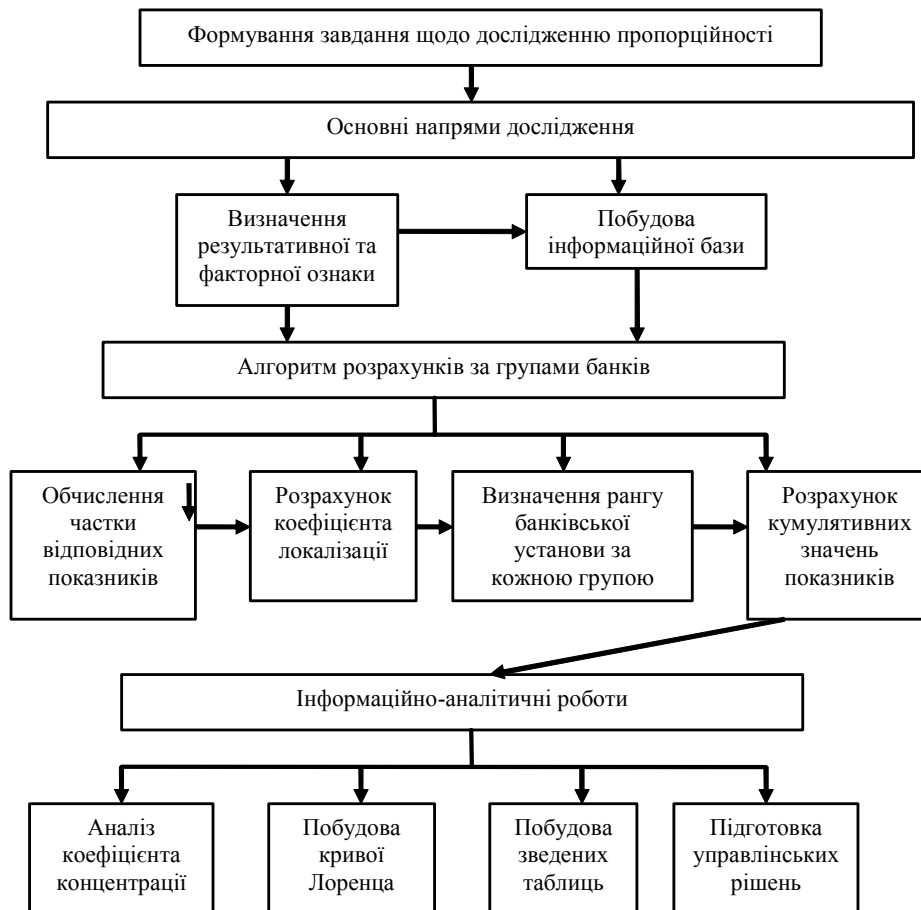 Формування завдання щодо дослідженню пропорційності
Основні напрями дослідження
Визначення
результативної та
факторної ознаки
Побудова
інформаційної бази
Алгоритм розрахунків за групами банків
Обчислення
частки
відповідних
показників
Розрахунок
коефіцієнта
локалізації
Визначення рангу
банківської
установи за
кожною групою
Розрахунок
кумулятивних
значень
показників
Інформаційно-аналітичні роботи
Аналіз
коефіцієнта
концентрації
Побудова
кривої
Лоренца
Побудова
зведених
таблиць
Підготовка
управлінських
рішень